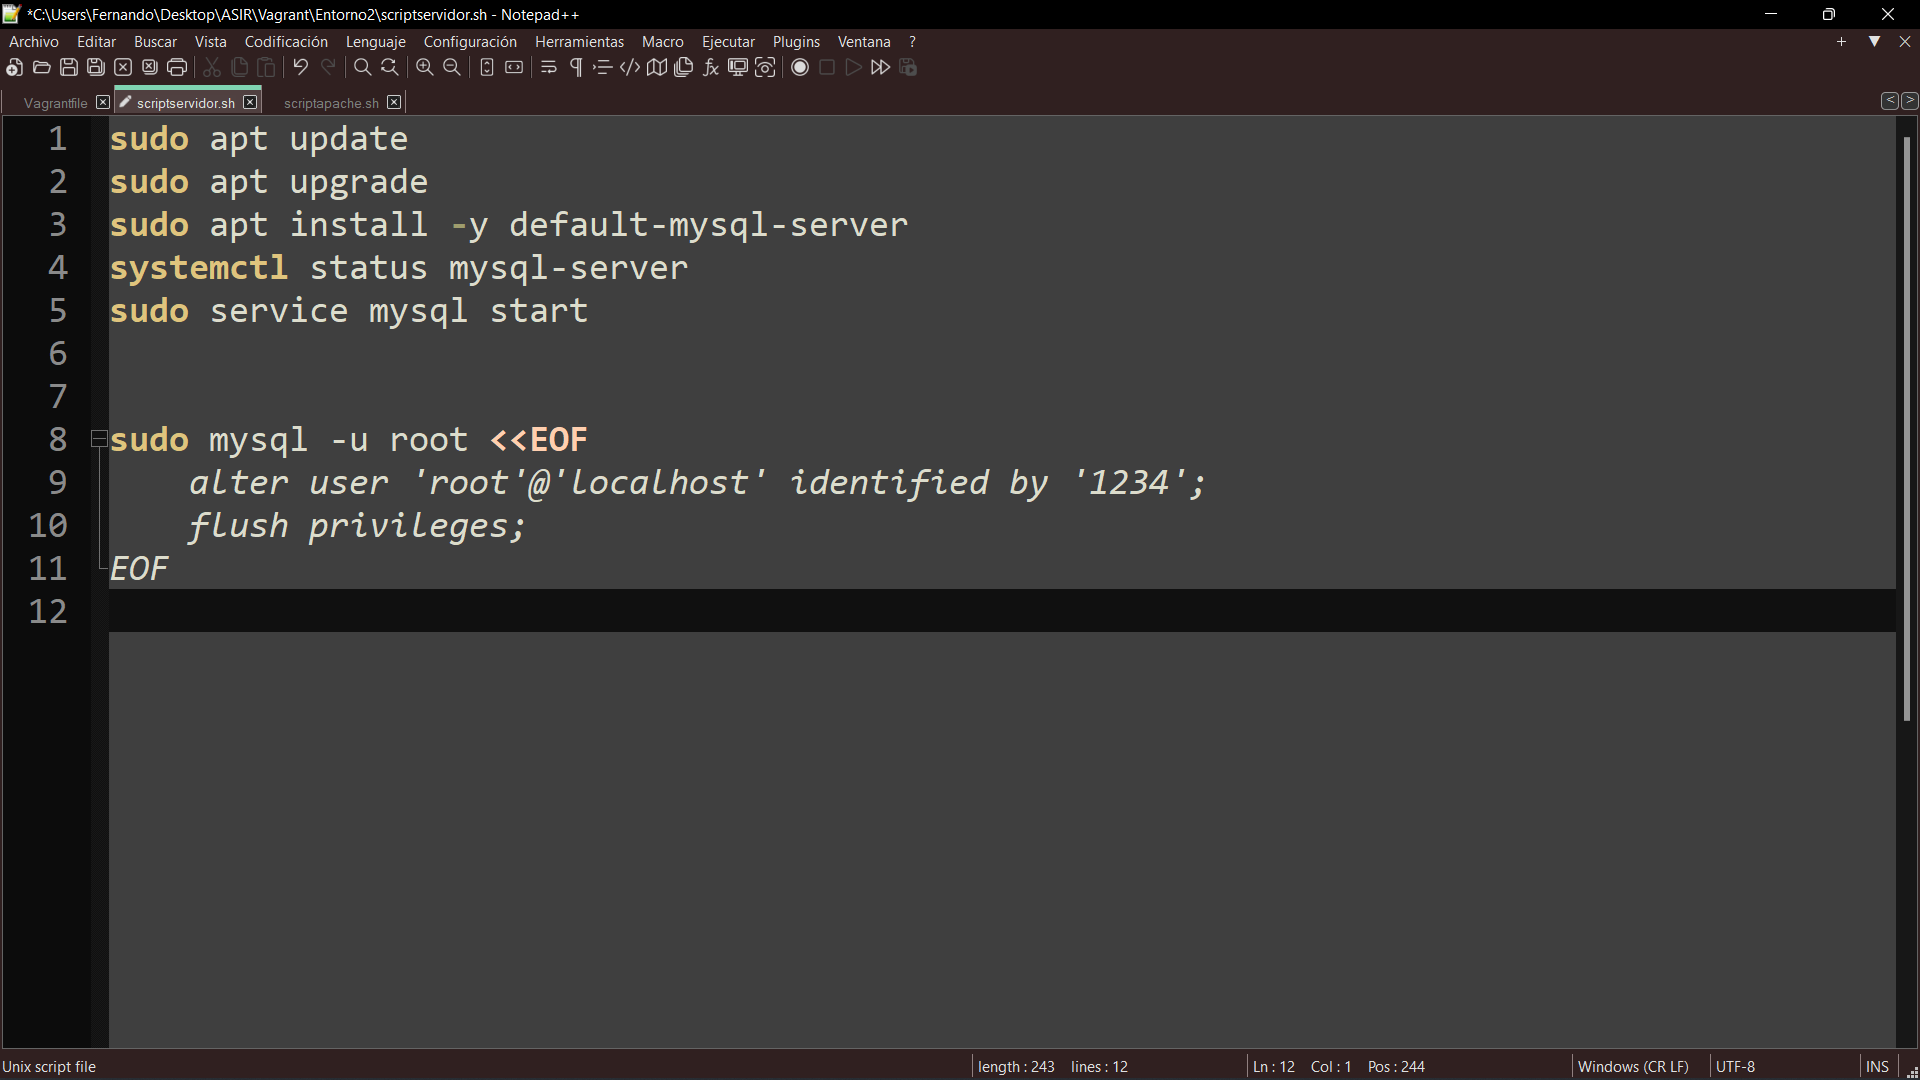 *C:\Users\Fernando\Desktop\ASIR\Vagrant\Entorno2\scriptservidor.sh - Notepad++
Archivo Editar Buscar Vista Codificación Lenguaje Configuración Herramientas Macro Ejecutar Plugins Ventana ?
Vagrantfile scriptservidor.sh scriptapache.sh
1 sudo apt update
2 sudo apt upgrade
3 sudo apt install -y default-mysql-server
4 systemctl status mysql-server
5 sudo service mysql start
6
7
8 sudo mysql -u root <<EOF
9 alter user 'root'@'localhost' identified by '1234';
10 flush privileges;
11 EOF
12
Unix script file length : 243 lines : 12 Ln : 12 Col : 1 Pos : 244 Windows (CR LF) UTF-8 INS